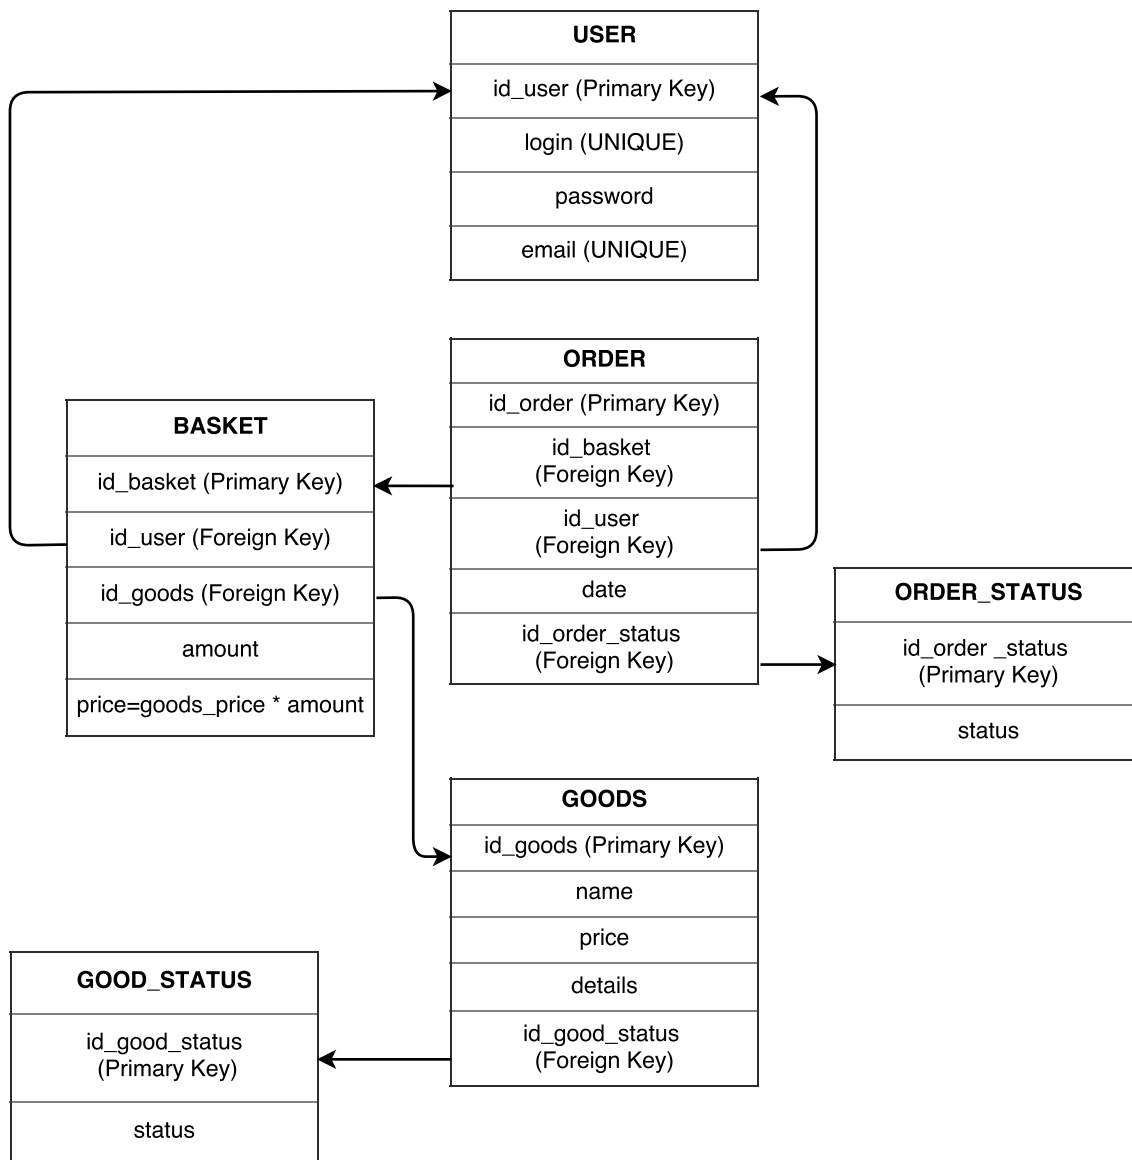 USER
id_user (Primary Key)
login (UNIQUE)
password
email (UNIQUE)
ORDER
id_order (Primary Key)
id_basket
(Foreign Key)
id_user
(Foreign Key)
date
id_order_status
(Foreign Key)
BASKET
id_basket (Primary Key)
id_user (Foreign Key)
id_goods (Foreign Key)
amount
price=goods_price * amount
ORDER_STATUS
id_order _status
(Primary Key)
status
GOODS
id_goods (Primary Key)
name
price
details
id_good_status
(Foreign Key)
GOOD_STATUS
id_good_status
(Primary Key)
status